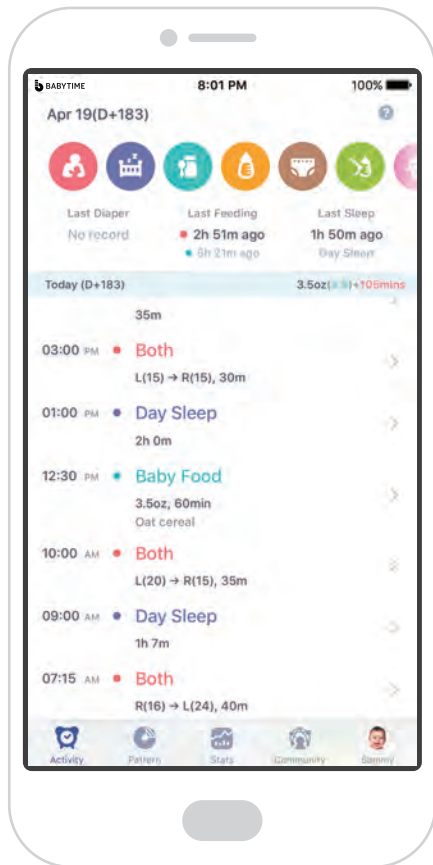 BABYTIME 8:01 PM 100%
Apr 19(D+183) ?
Last Diaper Last Feeding Last Sleep
No record 2h 51m ago 1h 50m ago
6h 21m ago Day Sleep
Today (D+183) 3.5oz(3.5)+105mins
35m
03:00 PM Both
L(15) → R(15), 30m
01:00 PM Day Sleep
2h 0m
12:30 PM Baby Food
3.5oz, 60min
Oat cereal
10:00 AM Both
L(20) → R(15), 35m
09:00 AM Day Sleep
1h 7m
07:15 AM Both
R(16) → L(24), 40m
Activity Pattern Stats Community Sammy